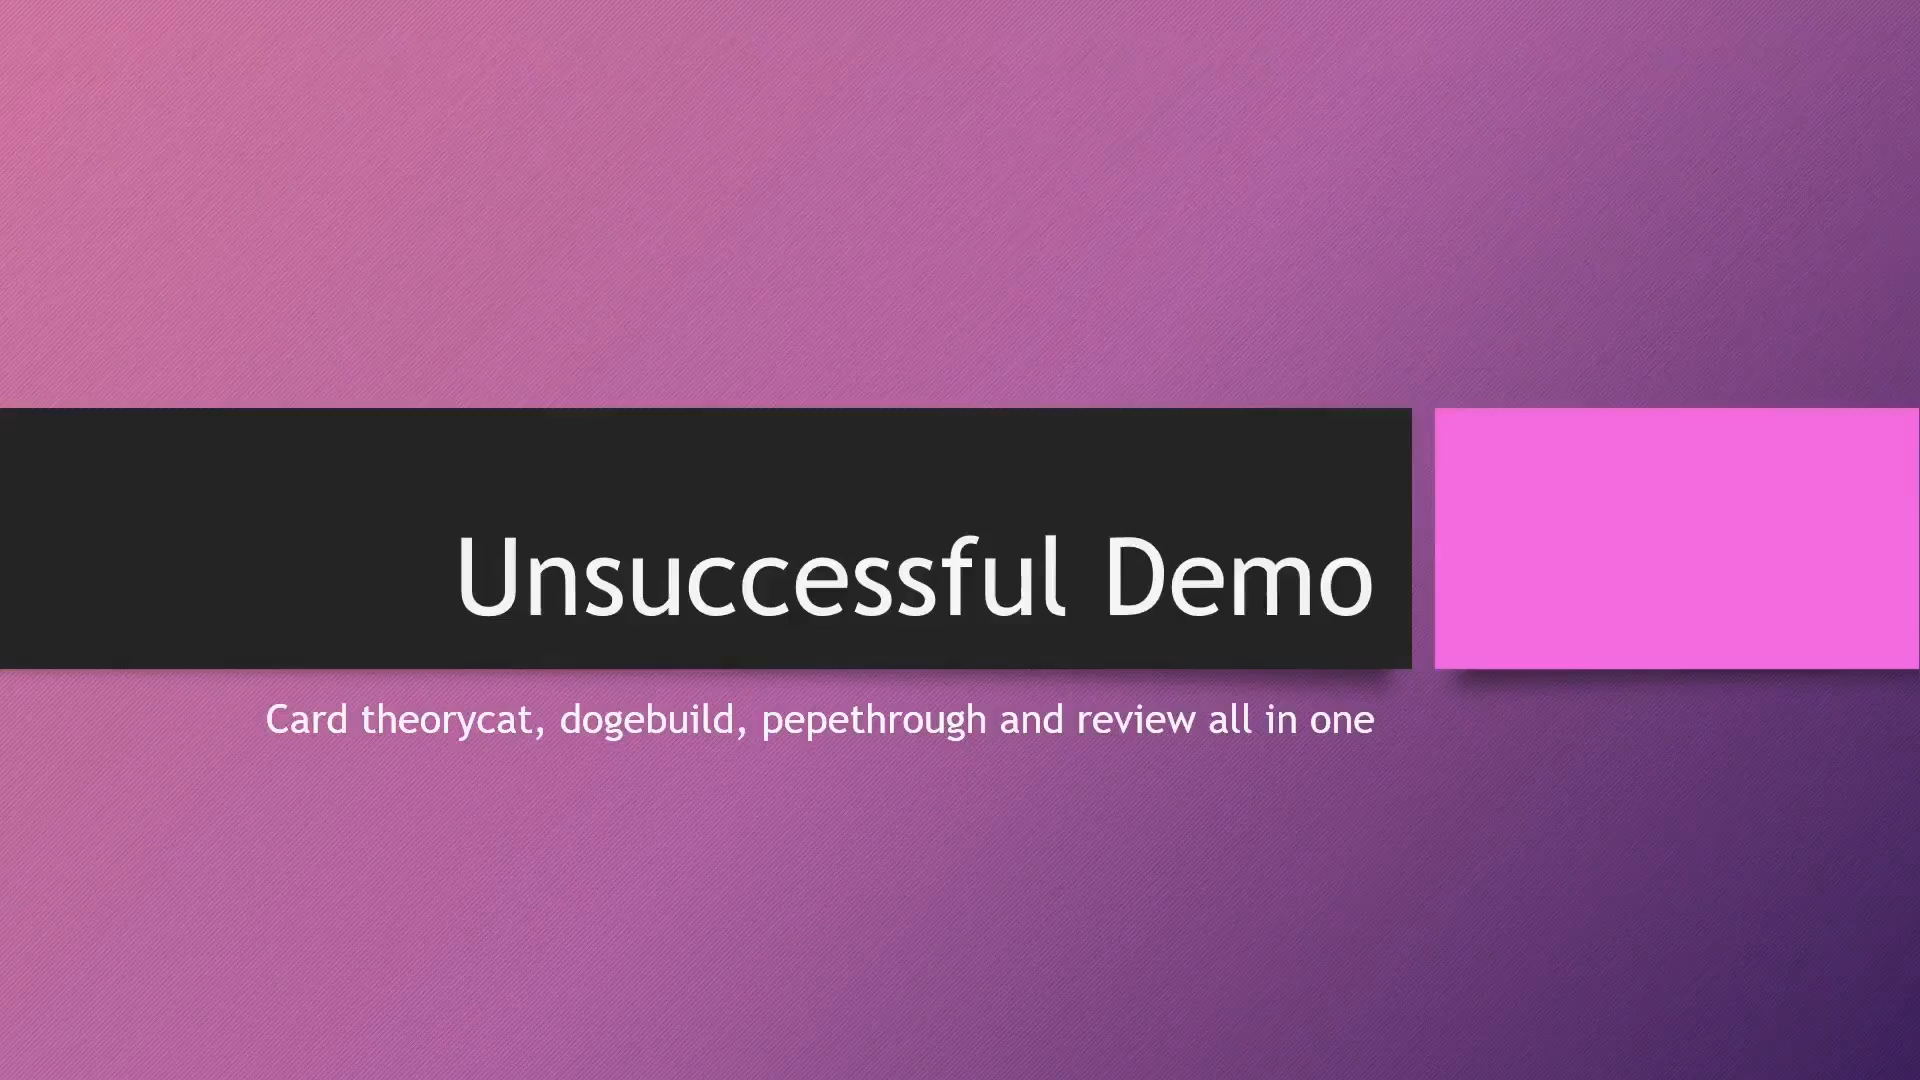 Unsuccessful Demo
Card theorycat, dogebuild, pepethrough and review all in one